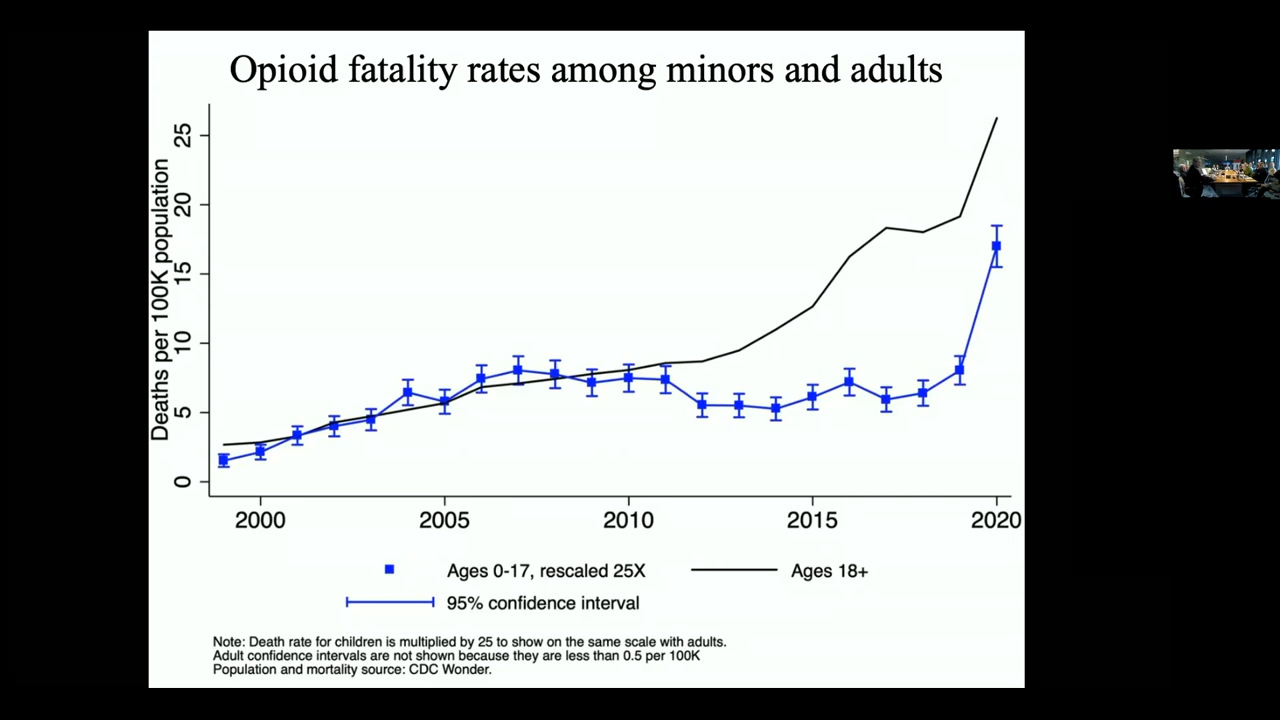 Opioid fatality rates among minors and adults
Deaths per 100K population
25
20
15
10
5
0
2000 2005 2010 2015 2020
Ages 0-17, rescaled 25X Ages 18+
95% confidence interval
Note: Death rate for children is multiplied by 25 to show on the same scale with adults.
Adult confidence intervals are not shown because they are less than 0.5 per 100K
Population and mortality source: CDC Wonder.